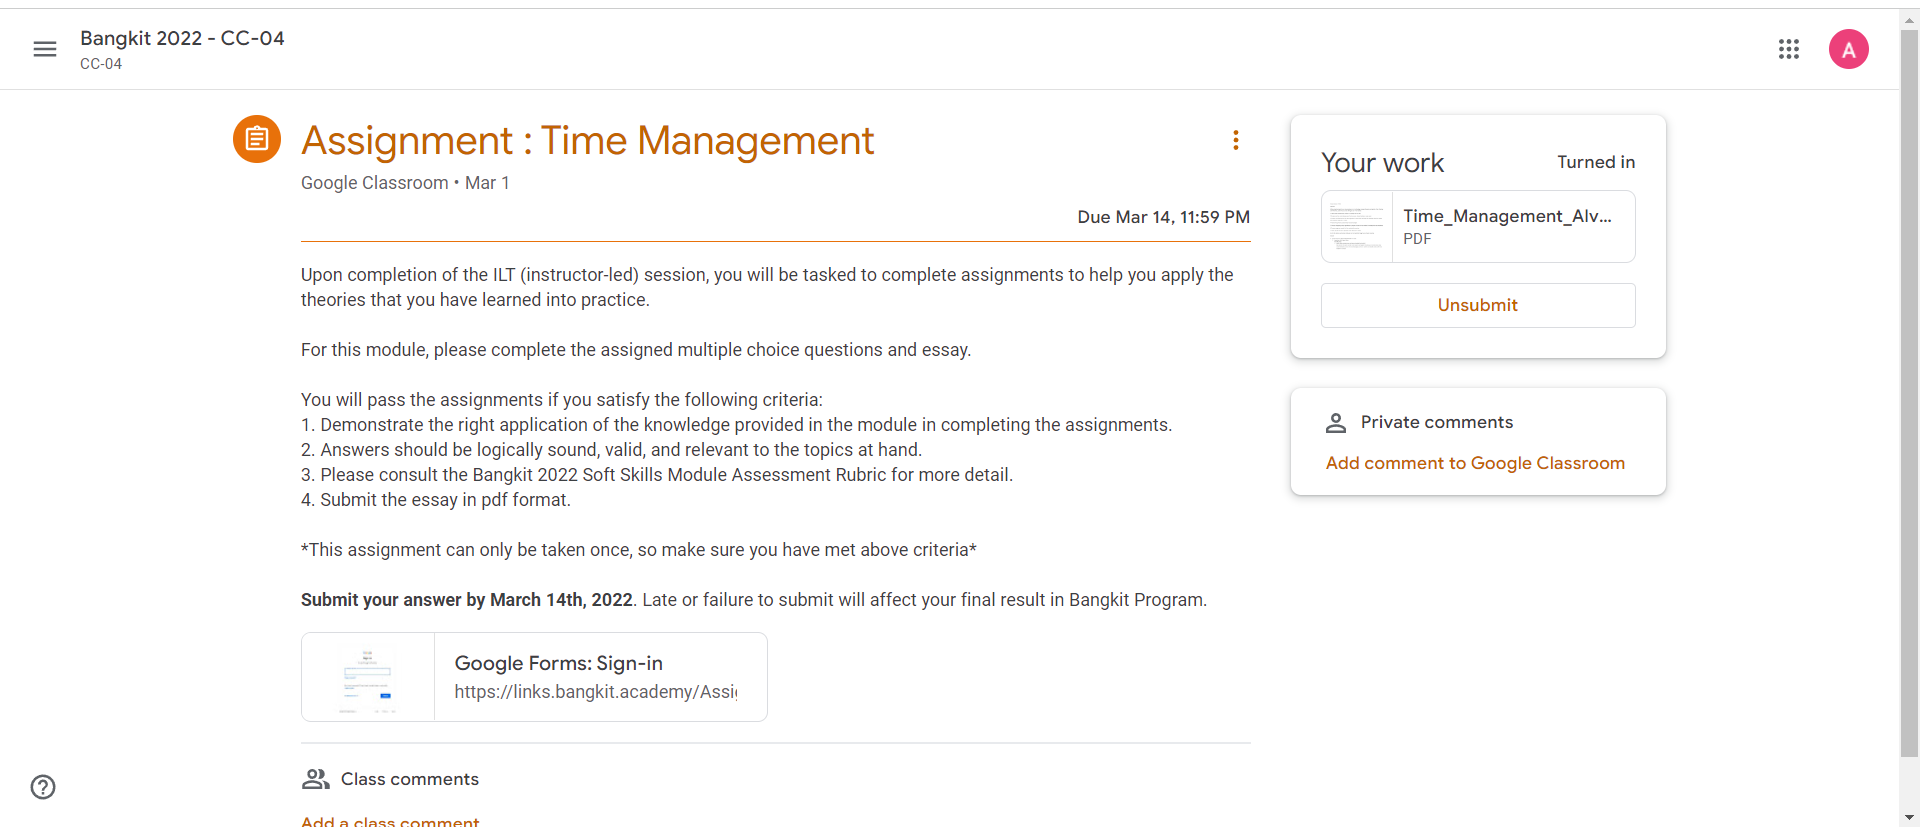 Bangkit 2022 - CC-04
CC-04
A
Assignment : Time Management
Google Classroom • Mar 1
Due Mar 14, 11:59 PM
Upon completion of the ILT (instructor-led) session, you will be tasked to complete assignments to help you apply the
theories that you have learned into practice.
For this module, please complete the assigned multiple choice questions and essay.
You will pass the assignments if you satisfy the following criteria:
1. Demonstrate the right application of the knowledge provided in the module in completing the assignments.
2. Answers should be logically sound, valid, and relevant to the topics at hand.
3. Please consult the Bangkit 2022 Soft Skills Module Assessment Rubric for more detail.
4. Submit the essay in pdf format.
*This assignment can only be taken once, so make sure you have met above criteria*
Submit your answer by March 14th, 2022. Late or failure to submit will affect your final result in Bangkit Program.
Google Forms: Sign-in
https://links.bangkit.academy/Assi
Class comments
Add a class comment
Your work
Turned in
Time_Management_Alv...
PDF
Unsubmit
Private comments
Add comment to Google Classroom